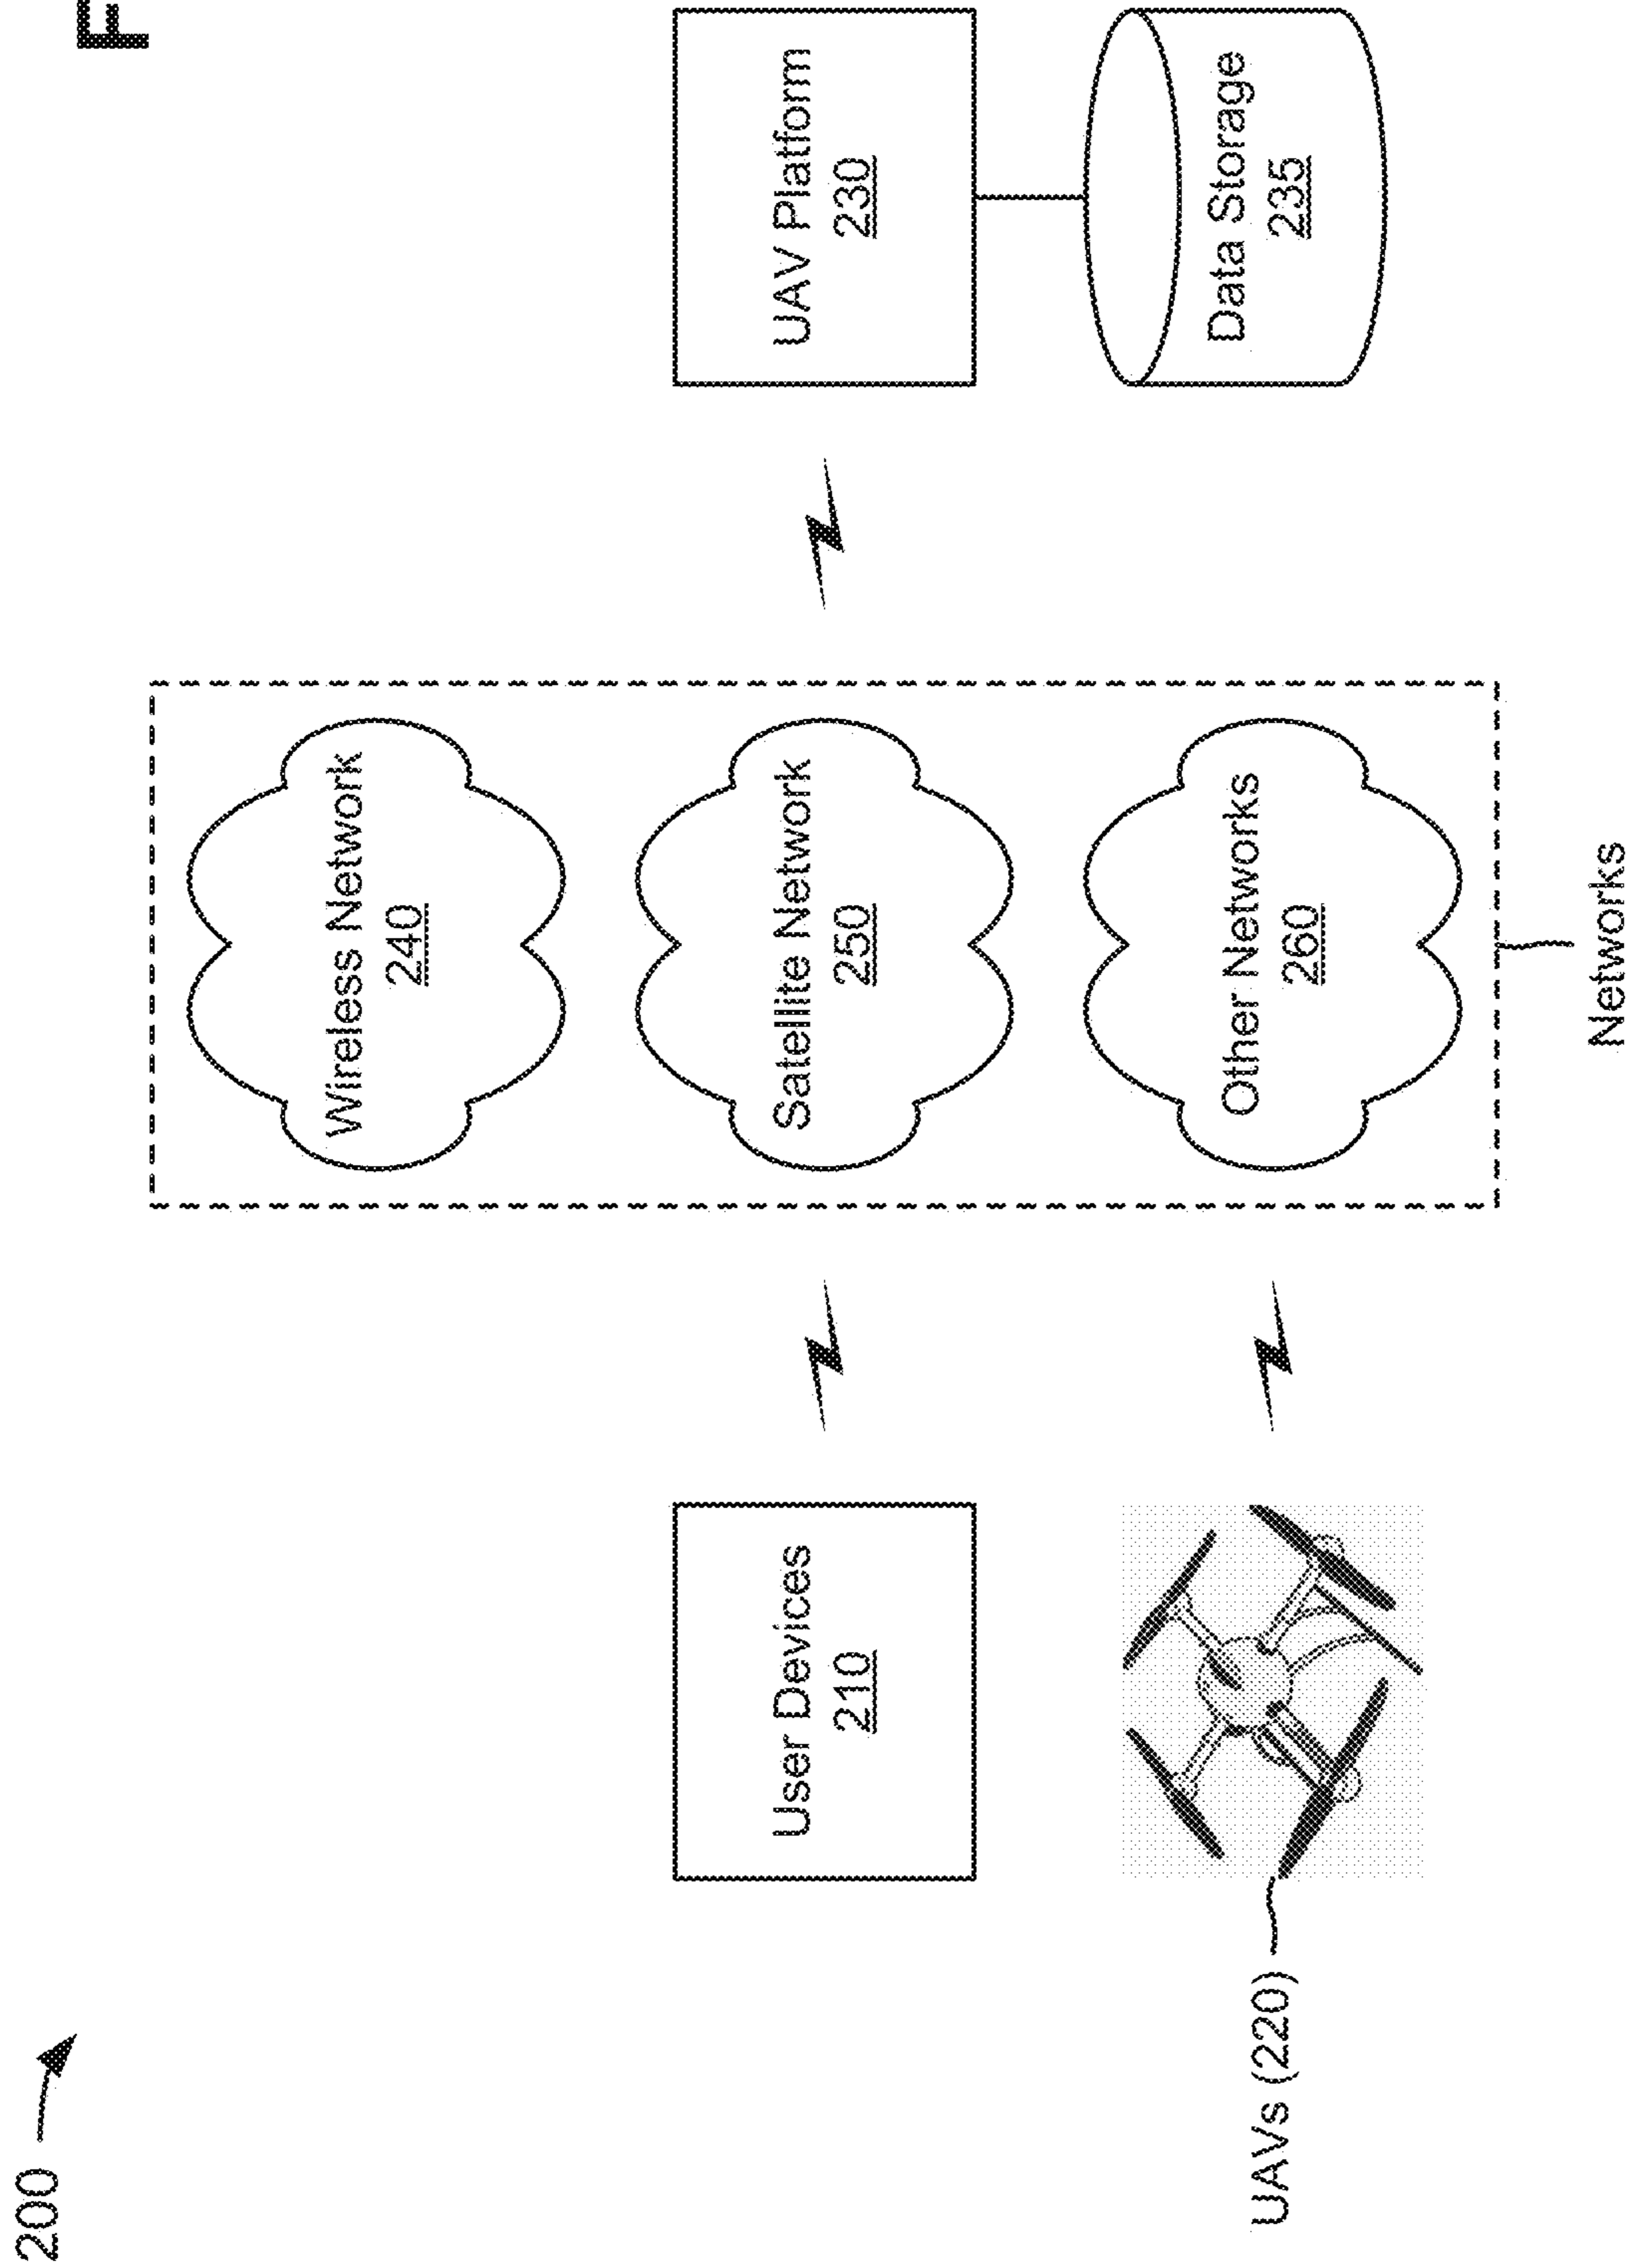 200
User Devices
210
UAVs (220)
Wireless Network
240
Satellite Network
250
Other Networks
260
Networks
UAV Platform
230
Data Storage
235